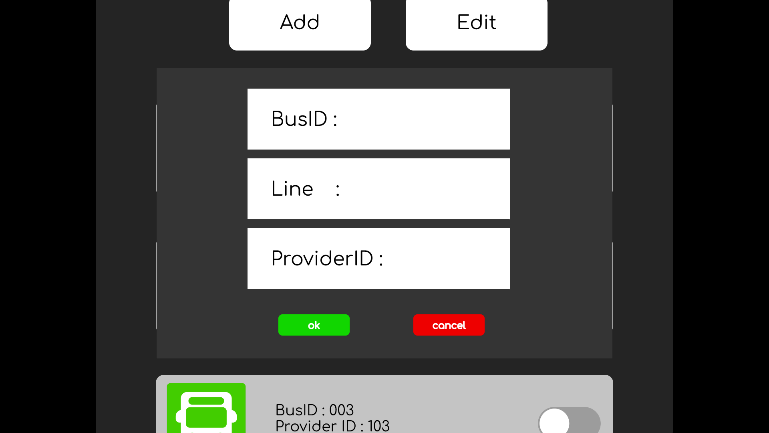 Add
Edit
BusID :
Line :
ProviderID :
ok
cancel
BusID : 003
Provider ID : 103